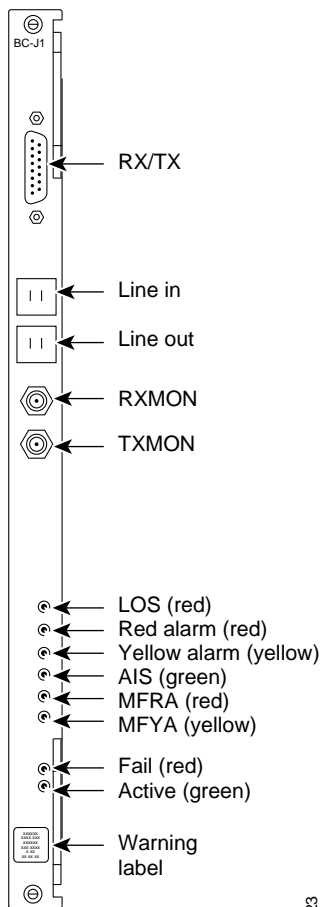 BC-J1
RX/TX
Line in
Line out
RXMON
TXMON
LOS (red)
Red alarm (red)
Yellow alarm (yellow)
AIS (green)
MFRA (red)
MFYA (yellow)
Fail (red)
Active (green)
Warning
label